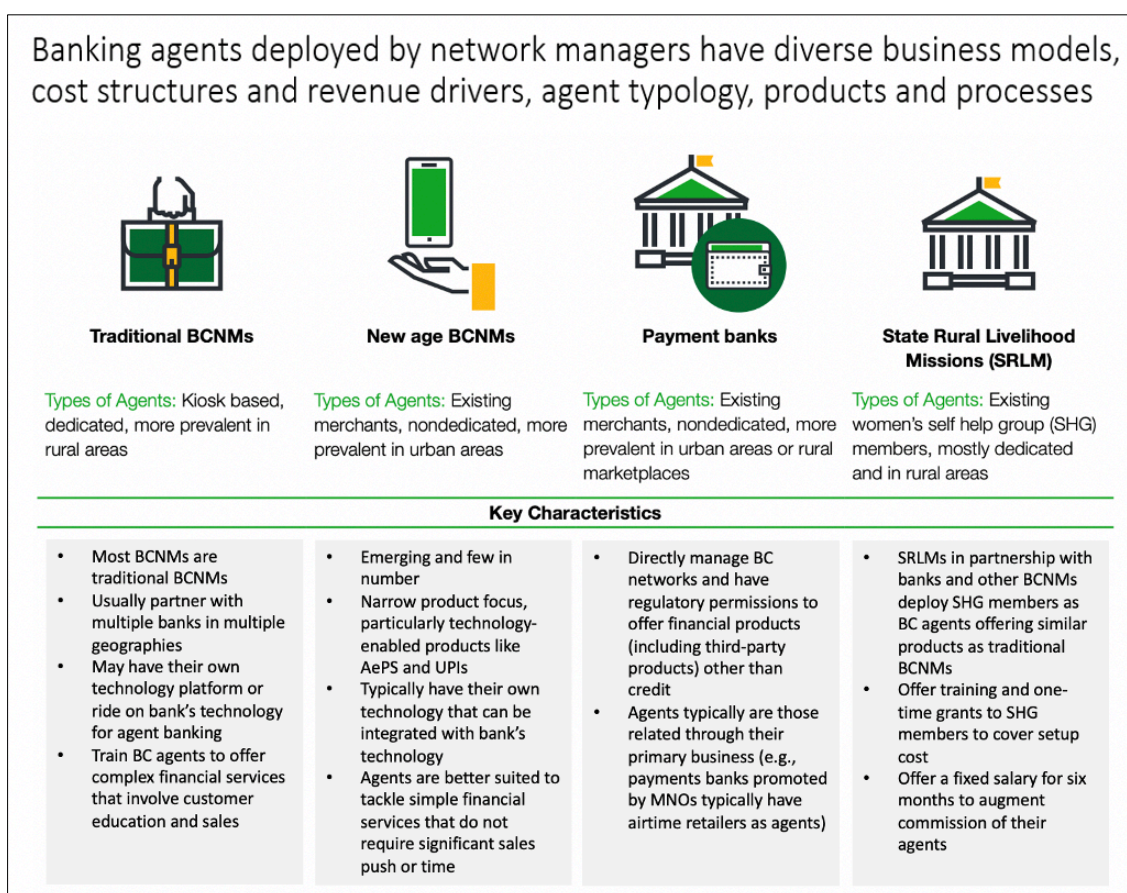 Banking agents deployed by network managers have diverse business models,
cost structures and revenue drivers, agent typology, products and processes
Traditional BCNMs
Types of Agents: Kiosk based,
dedicated, more prevalent in
rural areas
New age BCNMs
Types of Agents: Existing
merchants, nondedicated, more
prevalent in urban areas
Payment banks
Types of Agents: Existing
merchants, nondedicated, more
prevalent in urban areas or rural
marketplaces
State Rural Livelihood
Missions (SRLM)
Types of Agents: Existing
women's self help group (SHG)
members, mostly dedicated
and in rural areas
Key Characteristics
• Most BCNMs are
traditional BCNMs
• Usually partner with
multiple banks in multiple
geographies
• May have their own
technology platform or
ride on bank's technology
for agent banking
• Train BC agents to offer
complex financial services
that involve customer
education and sales
• Emerging and few in
number
• Narrow product focus,
particularly technology-
enabled products like
AePS and UPIs
• Typically have their own
technology that can be
integrated with bank's
technology
• Agents are better suited to
tackle simple financial
services that do not
require significant sales
push or time
• Directly manage BC
networks and have
regulatory permissions to
offer financial products
(including third-party
products) other than
credit
• Agents typically are those
related through their
primary business (e.g.,
payments banks promoted
by MNOs typically have
airtime retailers as agents)
• SRLMs in partnership with
banks and other BCNMs
deploy SHG members as
BC agents offering similar
products as traditional
BCNMs
• Offer training and one-
time grants to SHG
members to cover setup
cost
• Offer a fixed salary for six
months to augment
commission of their
agents